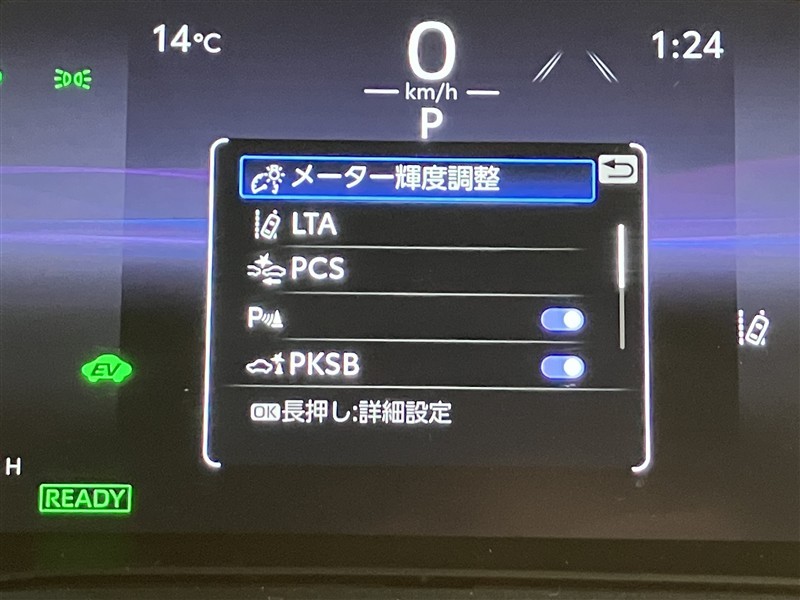 14℃
0
1:24
km/h
P
メーター輝度調整
LTA
PCS
P
PKSB
EV
OK長押し:詳細設定
H
READY